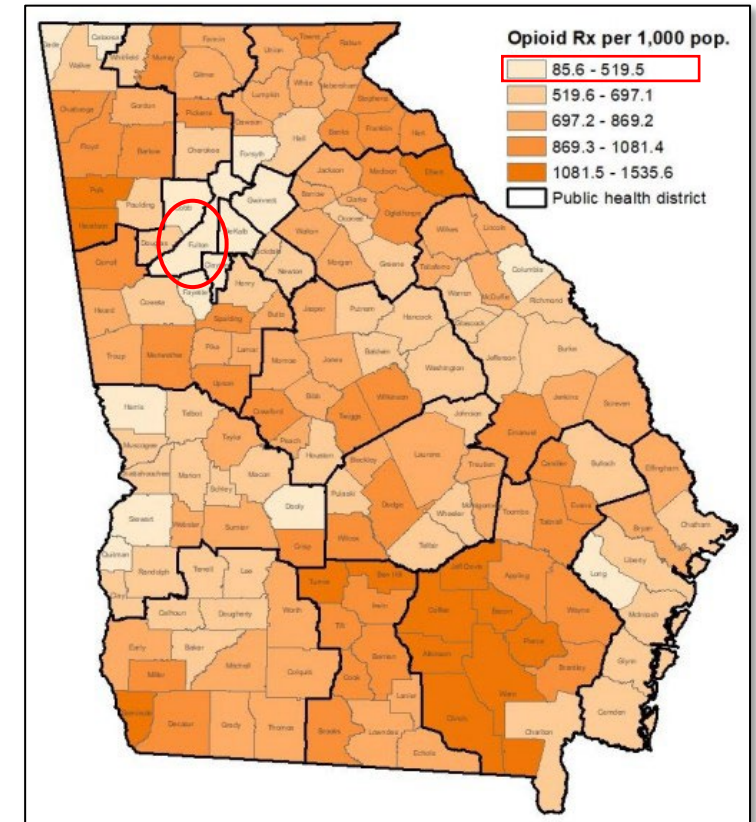 Opioid Rx per 1,000 pop.
85.6 - 519.5
519.6 - 697.1
697.2 - 869.2
869.3 - 1081.4
1081.5 - 1535.6
Public health district
Catoosa
Fannin
Towns
Rabun
Whitfield
Murray
Union
Walker
Gilmer
White
Habersham
Lumpkin
Stephens
Chattooga
Gordon
Pickens
Dawson
Banks
Franklin
Hart
Floyd
Bartow
Cherokee
Forsyth
Hall
Jackson
Madison
Elbert
Polk
Paulding
Cobb
Gwinnett
Barrow
Clarke
Oconee
Oglethorpe
Haralson
Douglas
Fulton
DeKalb
Rockdale
Walton
Wilkes
Lincoln
Carroll
Newton
Morgan
Greene
Taliaferro
Columbia
Fayette
Henry
McDuffie
Heard
Coweta
Spalding
Butts
Jasper
Putnam
Hancock
Warren
Richmond
Glascock
Troup
Meriwether
Pike
Lamar
Monroe
Jones
Baldwin
Washington
Jefferson
Burke
Upson
Bibb
Wilkinson
Jenkins
Screven
Harris
Talbot
Crawford
Twiggs
Johnson
Emanuel
Muscogee
Taylor
Peach
Houston
Bleckley
Laurens
Treutlen
Candler
Bulloch
Effingham
Chattahoochee
Marion
Macon
Schley
Pulaski
Dodge
Wheeler
Montgomery
Toombs
Evans
Stewart
Webster
Sumter
Dooly
Wilcox
Telfair
Tattnall
Bryan
Chatham
Quitman
Randolph
Terrell
Lee
Crisp
Turner
Ben Hill
Jeff Davis
Appling
Long
Liberty
Clay
Calhoun
Dougherty
Worth
Tift
Irwin
Coffee
Bacon
Wayne
McIntosh
Early
Baker
Mitchell
Colquitt
Berrien
Atkinson
Pierce
Brantley
Glynn
Miller
Cook
Lanier
Ware
Camden
Seminole
Decatur
Grady
Thomas
Brooks
Lowndes
Clinch
Charlton
Echols